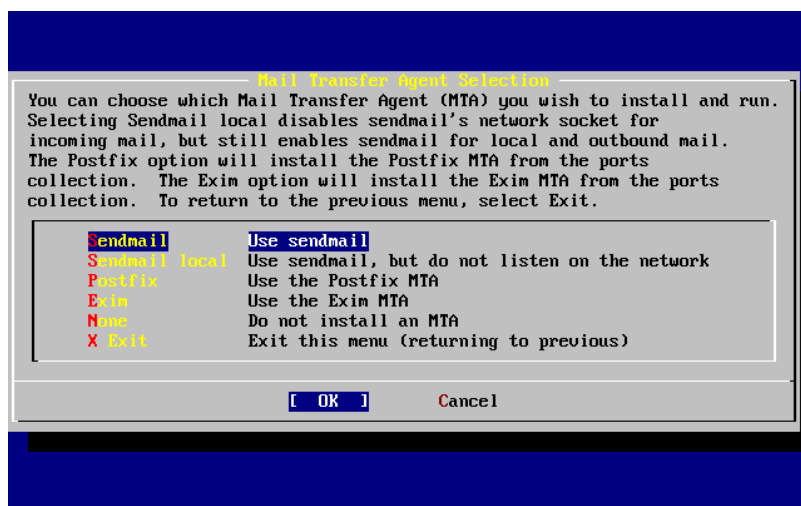 Mail Transfer Agent Selection
You can choose which Mail Transfer Agent (MTA) you wish to install and run.
Selecting Sendmail local disables sendmail's network socket for
incoming mail, but still enables sendmail for local and outbound mail.
The Postfix option will install the Postfix MTA from the ports
collection.  The Exim option will install the Exim MTA from the ports
collection.  To return to the previous menu, select Exit.
Sendmail Use sendmail
Sendmail local Use sendmail, but do not listen on the network
Postfix Use the Postfix MTA
Exim Use the Exim MTA
None Do not install an MTA
X Exit Exit this menu (returning to previous)
[ OK ] Cancel